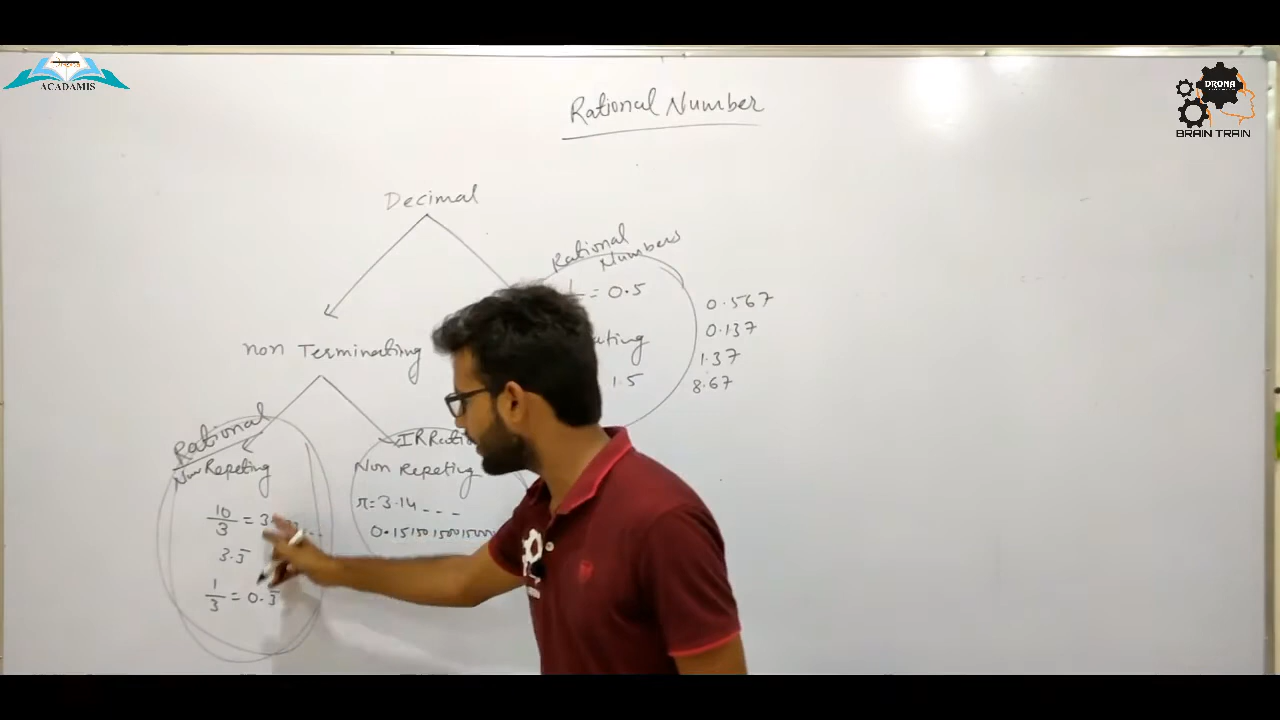 ACADAMIS
DRONA
BRAIN TRAIN
Rational Number
Decimal
Rational
Numbers
= 0.5
0.567
0.137
1.37
8.67
1.5
non Terminating
Rational
Repeting
10/3 = 3
3.3̅
1/3 = 0.3̅
Non Repeting
π = 3.14 - - -